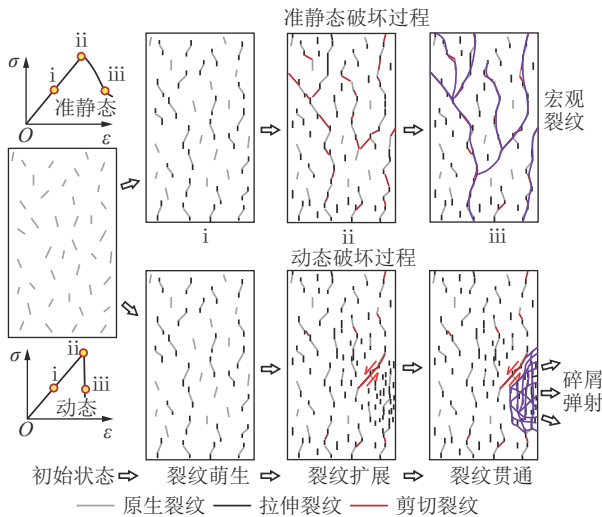 准静态破坏过程
σ
i
ii
iii
准静态
O
ε
宏观
裂纹
i
ii
iii
动态破坏过程
σ
i
ii
iii
动态
O
ε
碎屑
弹射
初始状态 裂纹萌生 裂纹扩展 裂纹贯通
原生裂纹 拉伸裂纹 剪切裂纹